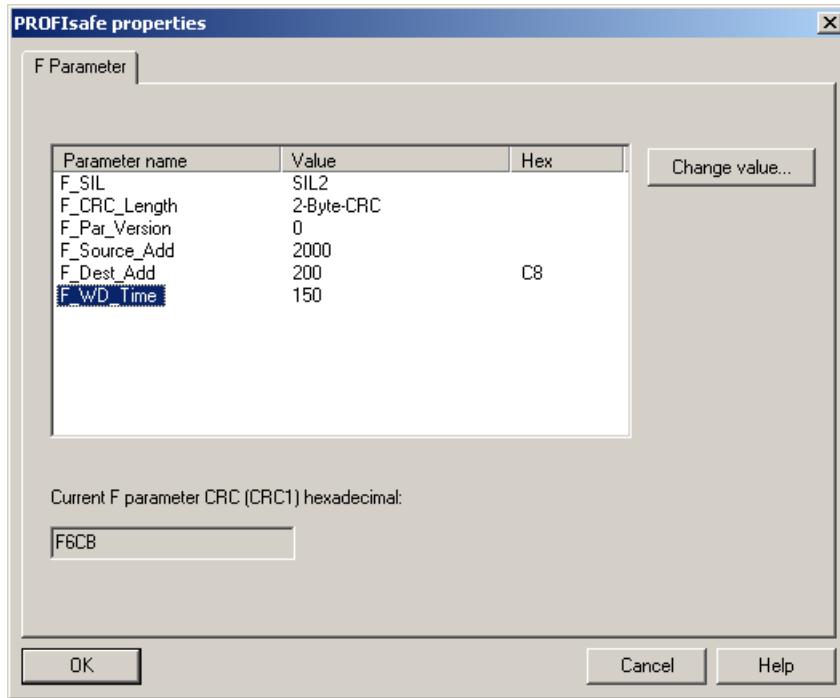 PROFIsafe properties
F Parameter
Parameter name Value Hex
F_SIL SIL2
F_CRC_Length 2-Byte-CRC
F_Par_Version 0
F_Source_Add 2000
F_Dest_Add 200 C8
F_WD_Time 150
Change value...
Current F parameter CRC (CRC1) hexadecimal:
F6CB
OK Cancel Help